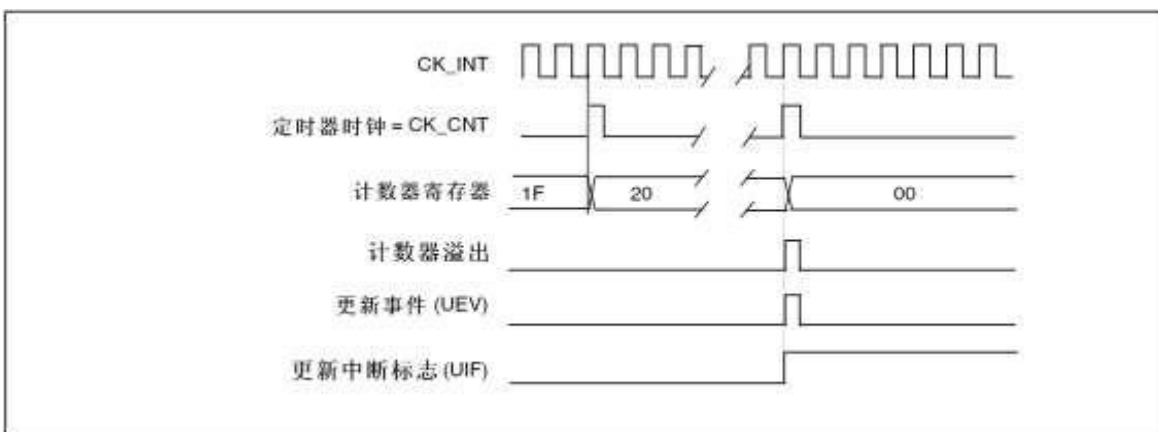 CK_INT
定时器时钟 = CK_CNT
计数器寄存器 1F 20 00
计数器溢出
更新事件 (UEV)
更新中断标志 (UIF)